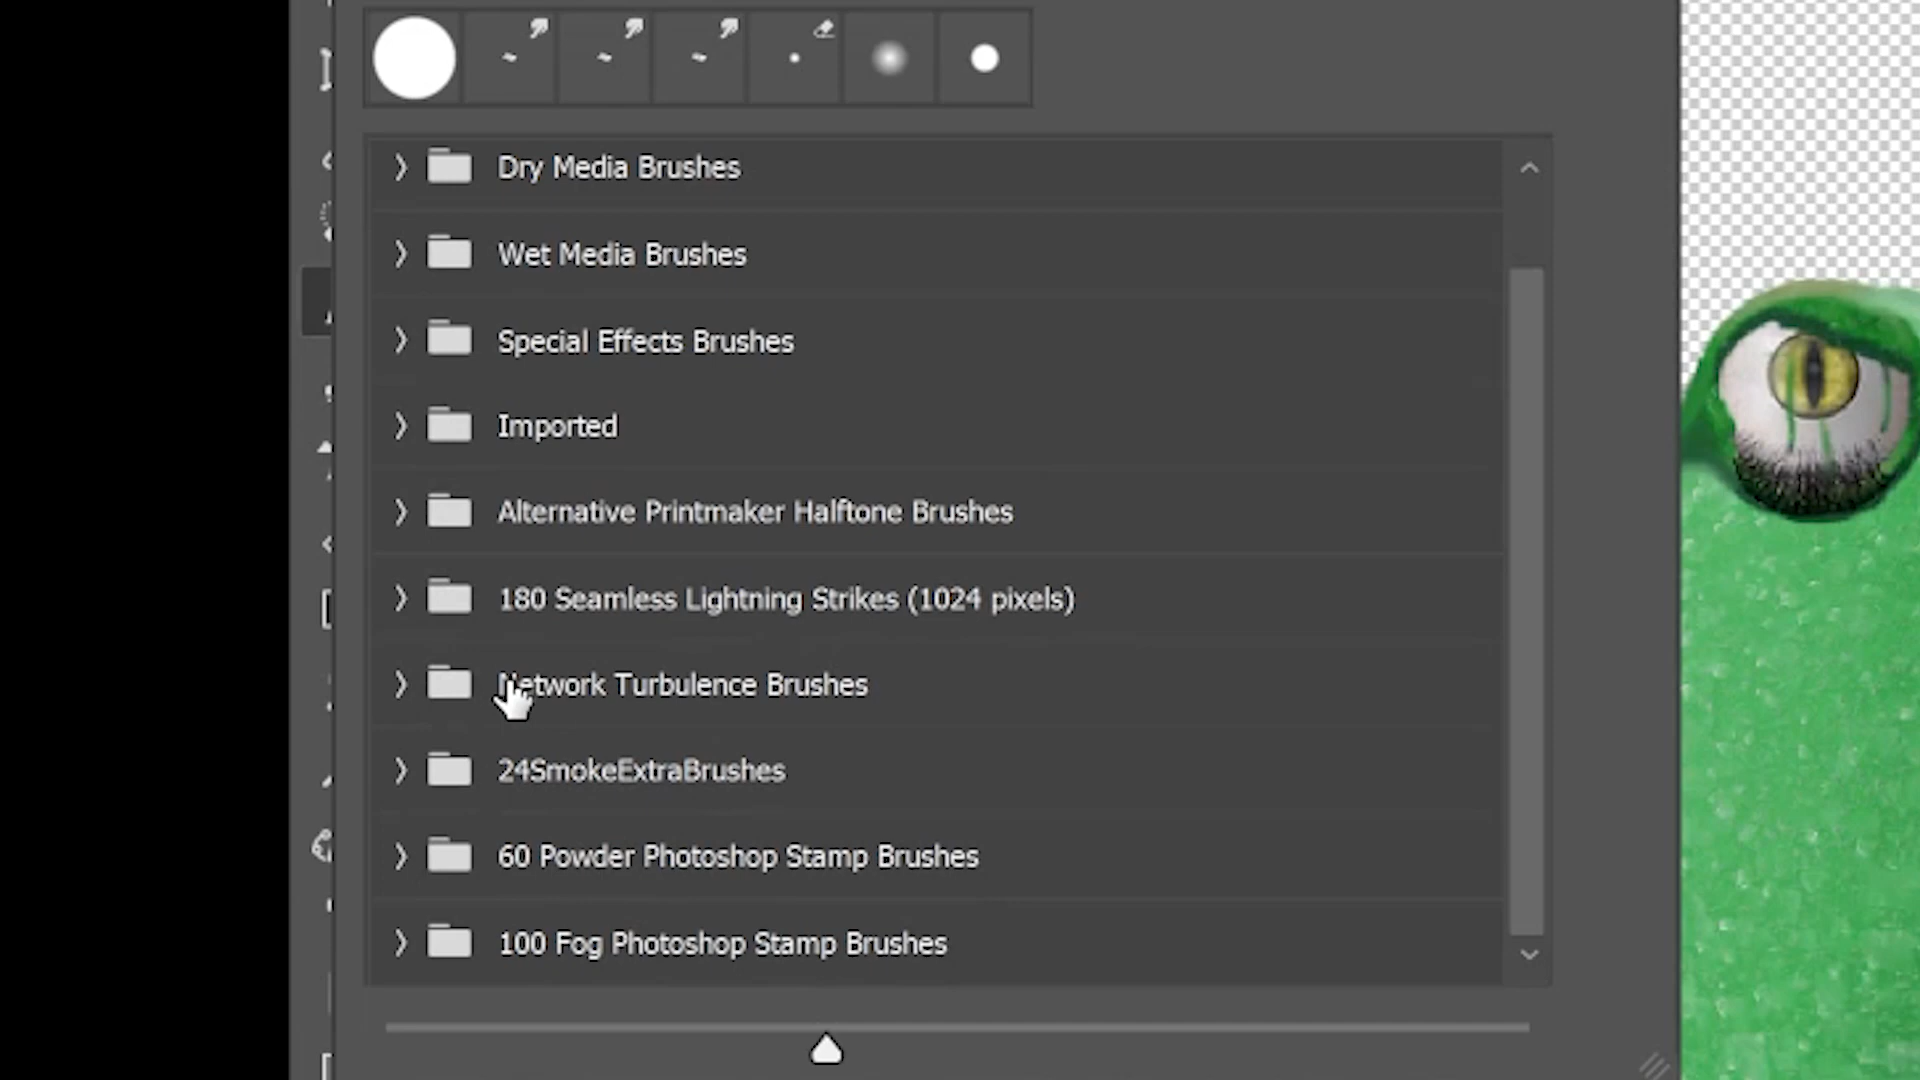 Dry Media Brushes
Wet Media Brushes
Special Effects Brushes
Imported
Alternative Printmaker Halftone Brushes
180 Seamless Lightning Strikes (1024 pixels)
Network Turbulence Brushes
24SmokeExtraBrushes
60 Powder Photoshop Stamp Brushes
100 Fog Photoshop Stamp Brushes